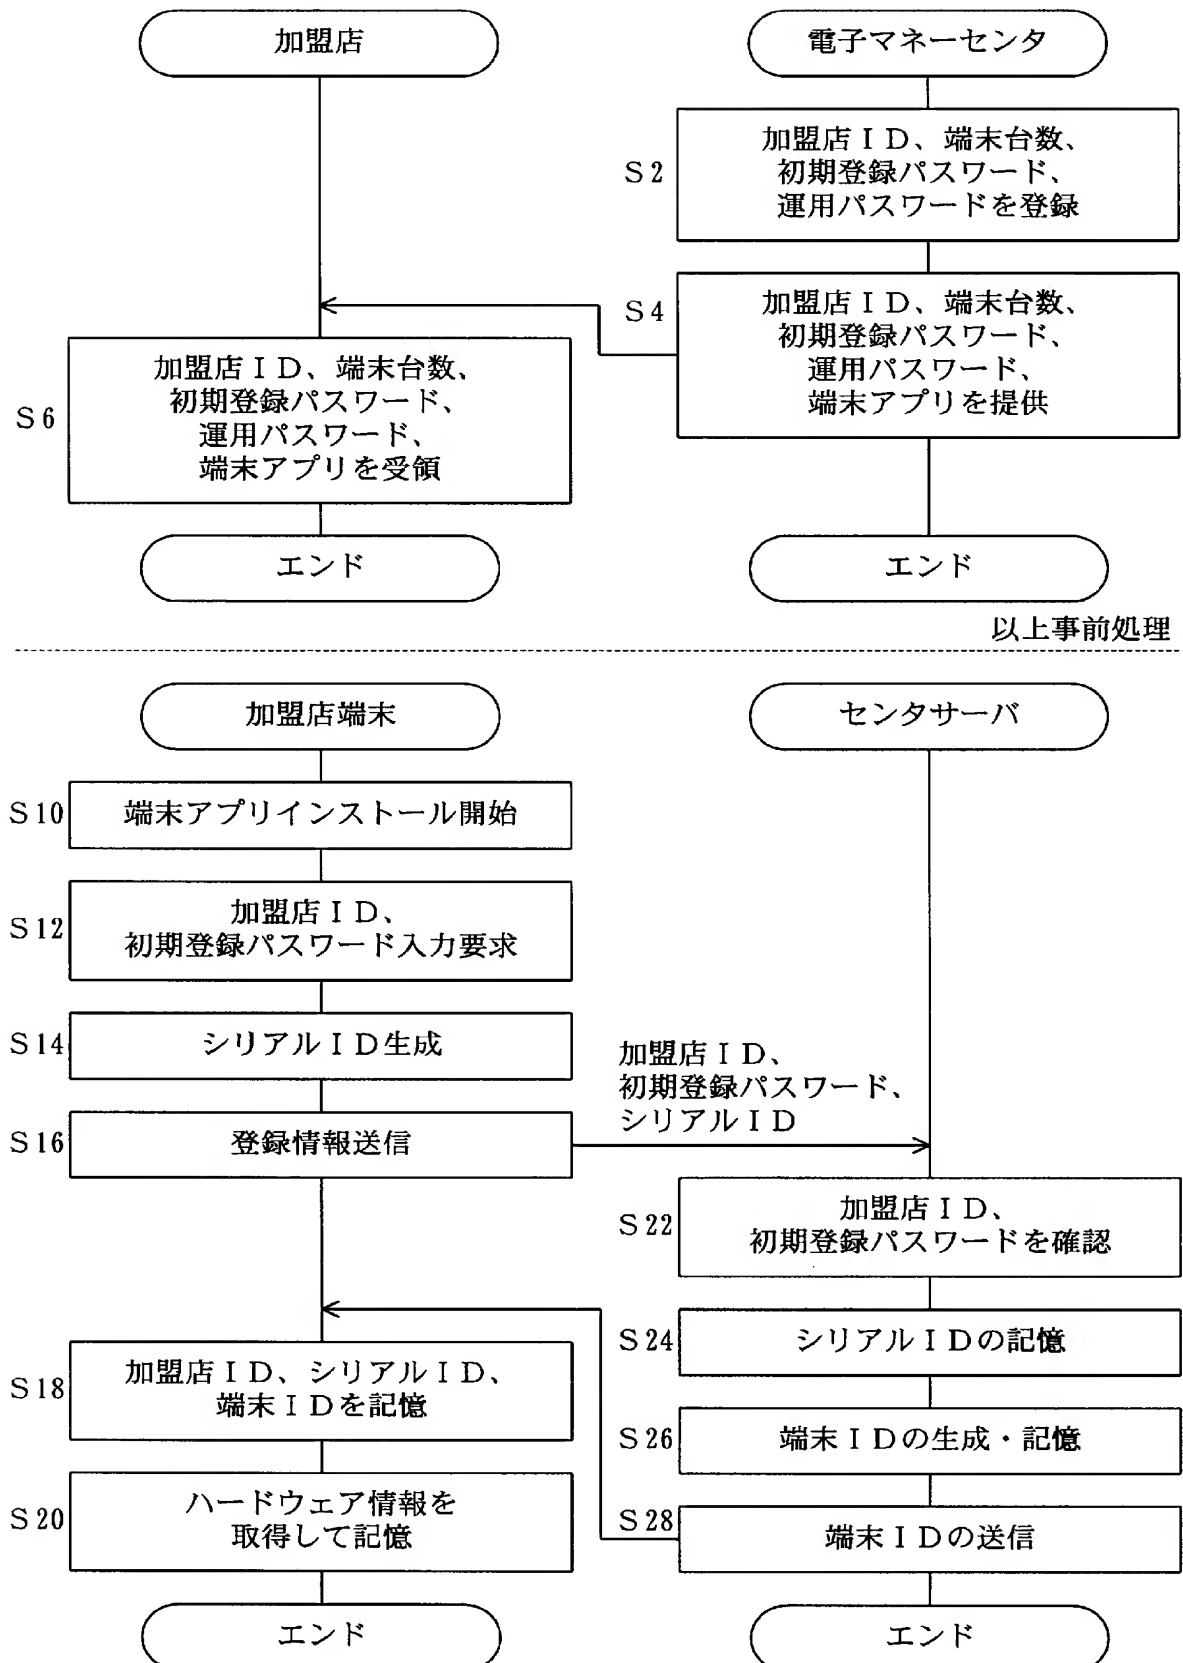 加盟店
電子マネーセンタ
S2
加盟店ID、端末台数、
初期登録パスワード、
運用パスワードを登録
S4
加盟店ID、端末台数、
初期登録パスワード、
運用パスワード、
端末アプリを提供
S6
加盟店ID、端末台数、
初期登録パスワード、
運用パスワード、
端末アプリを受領
エンド
エンド
以上事前処理
加盟店端末
センタサーバ
S10
端末アプリインストール開始
S12
加盟店ID、
初期登録パスワード入力要求
S14
シリアルID生成
加盟店ID、
初期登録パスワード、
シリアルID
S16
登録情報送信
S22
加盟店ID、
初期登録パスワードを確認
S24
シリアルIDの記憶
S18
加盟店ID、シリアルID、
端末IDを記憶
S26
端末IDの生成・記憶
S20
ハードウェア情報を
取得して記憶
S28
端末IDの送信
エンド
エンド